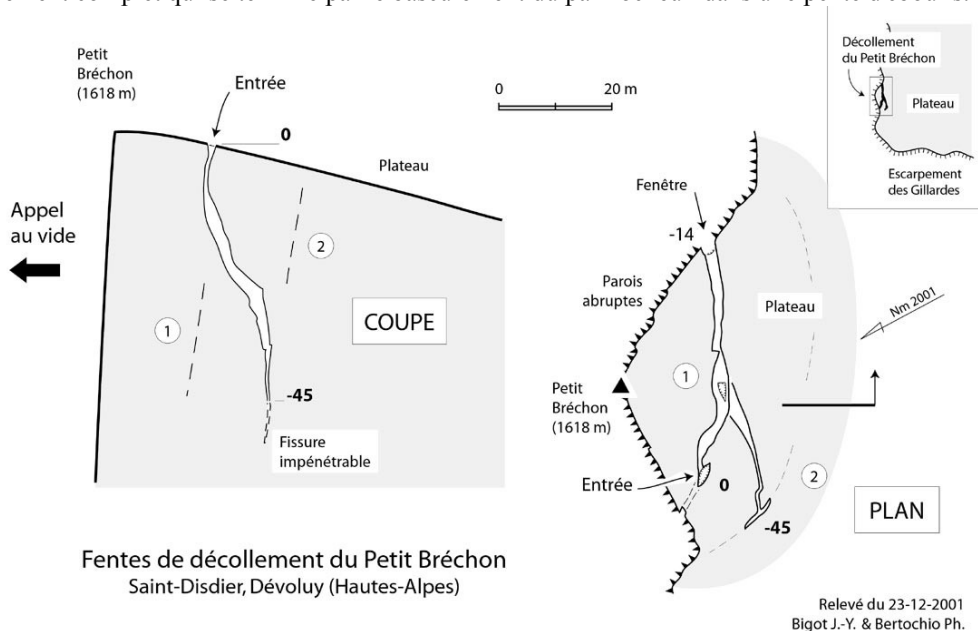 Petit
Bréchon
(1618 m)
Entrée
0
Plateau
Appel
au vide
1
2
COUPE
-45
Fissure
impénétrable
Fentes de décollement du Petit Bréchon
Saint-Disdier, Dévoluy (Hautes-Alpes)
0
20 m
Décollement
du Petit Bréchon
Plateau
Escarpement
des Gillardes
Fenêtre
-14
Parois
abruptes
Plateau
Nm 2001
1
Petit
Bréchon
(1618 m)
Entrée
0
2
-45
PLAN
Relevé du 23-12-2001
Bigot J.-Y. & Bertochio Ph.